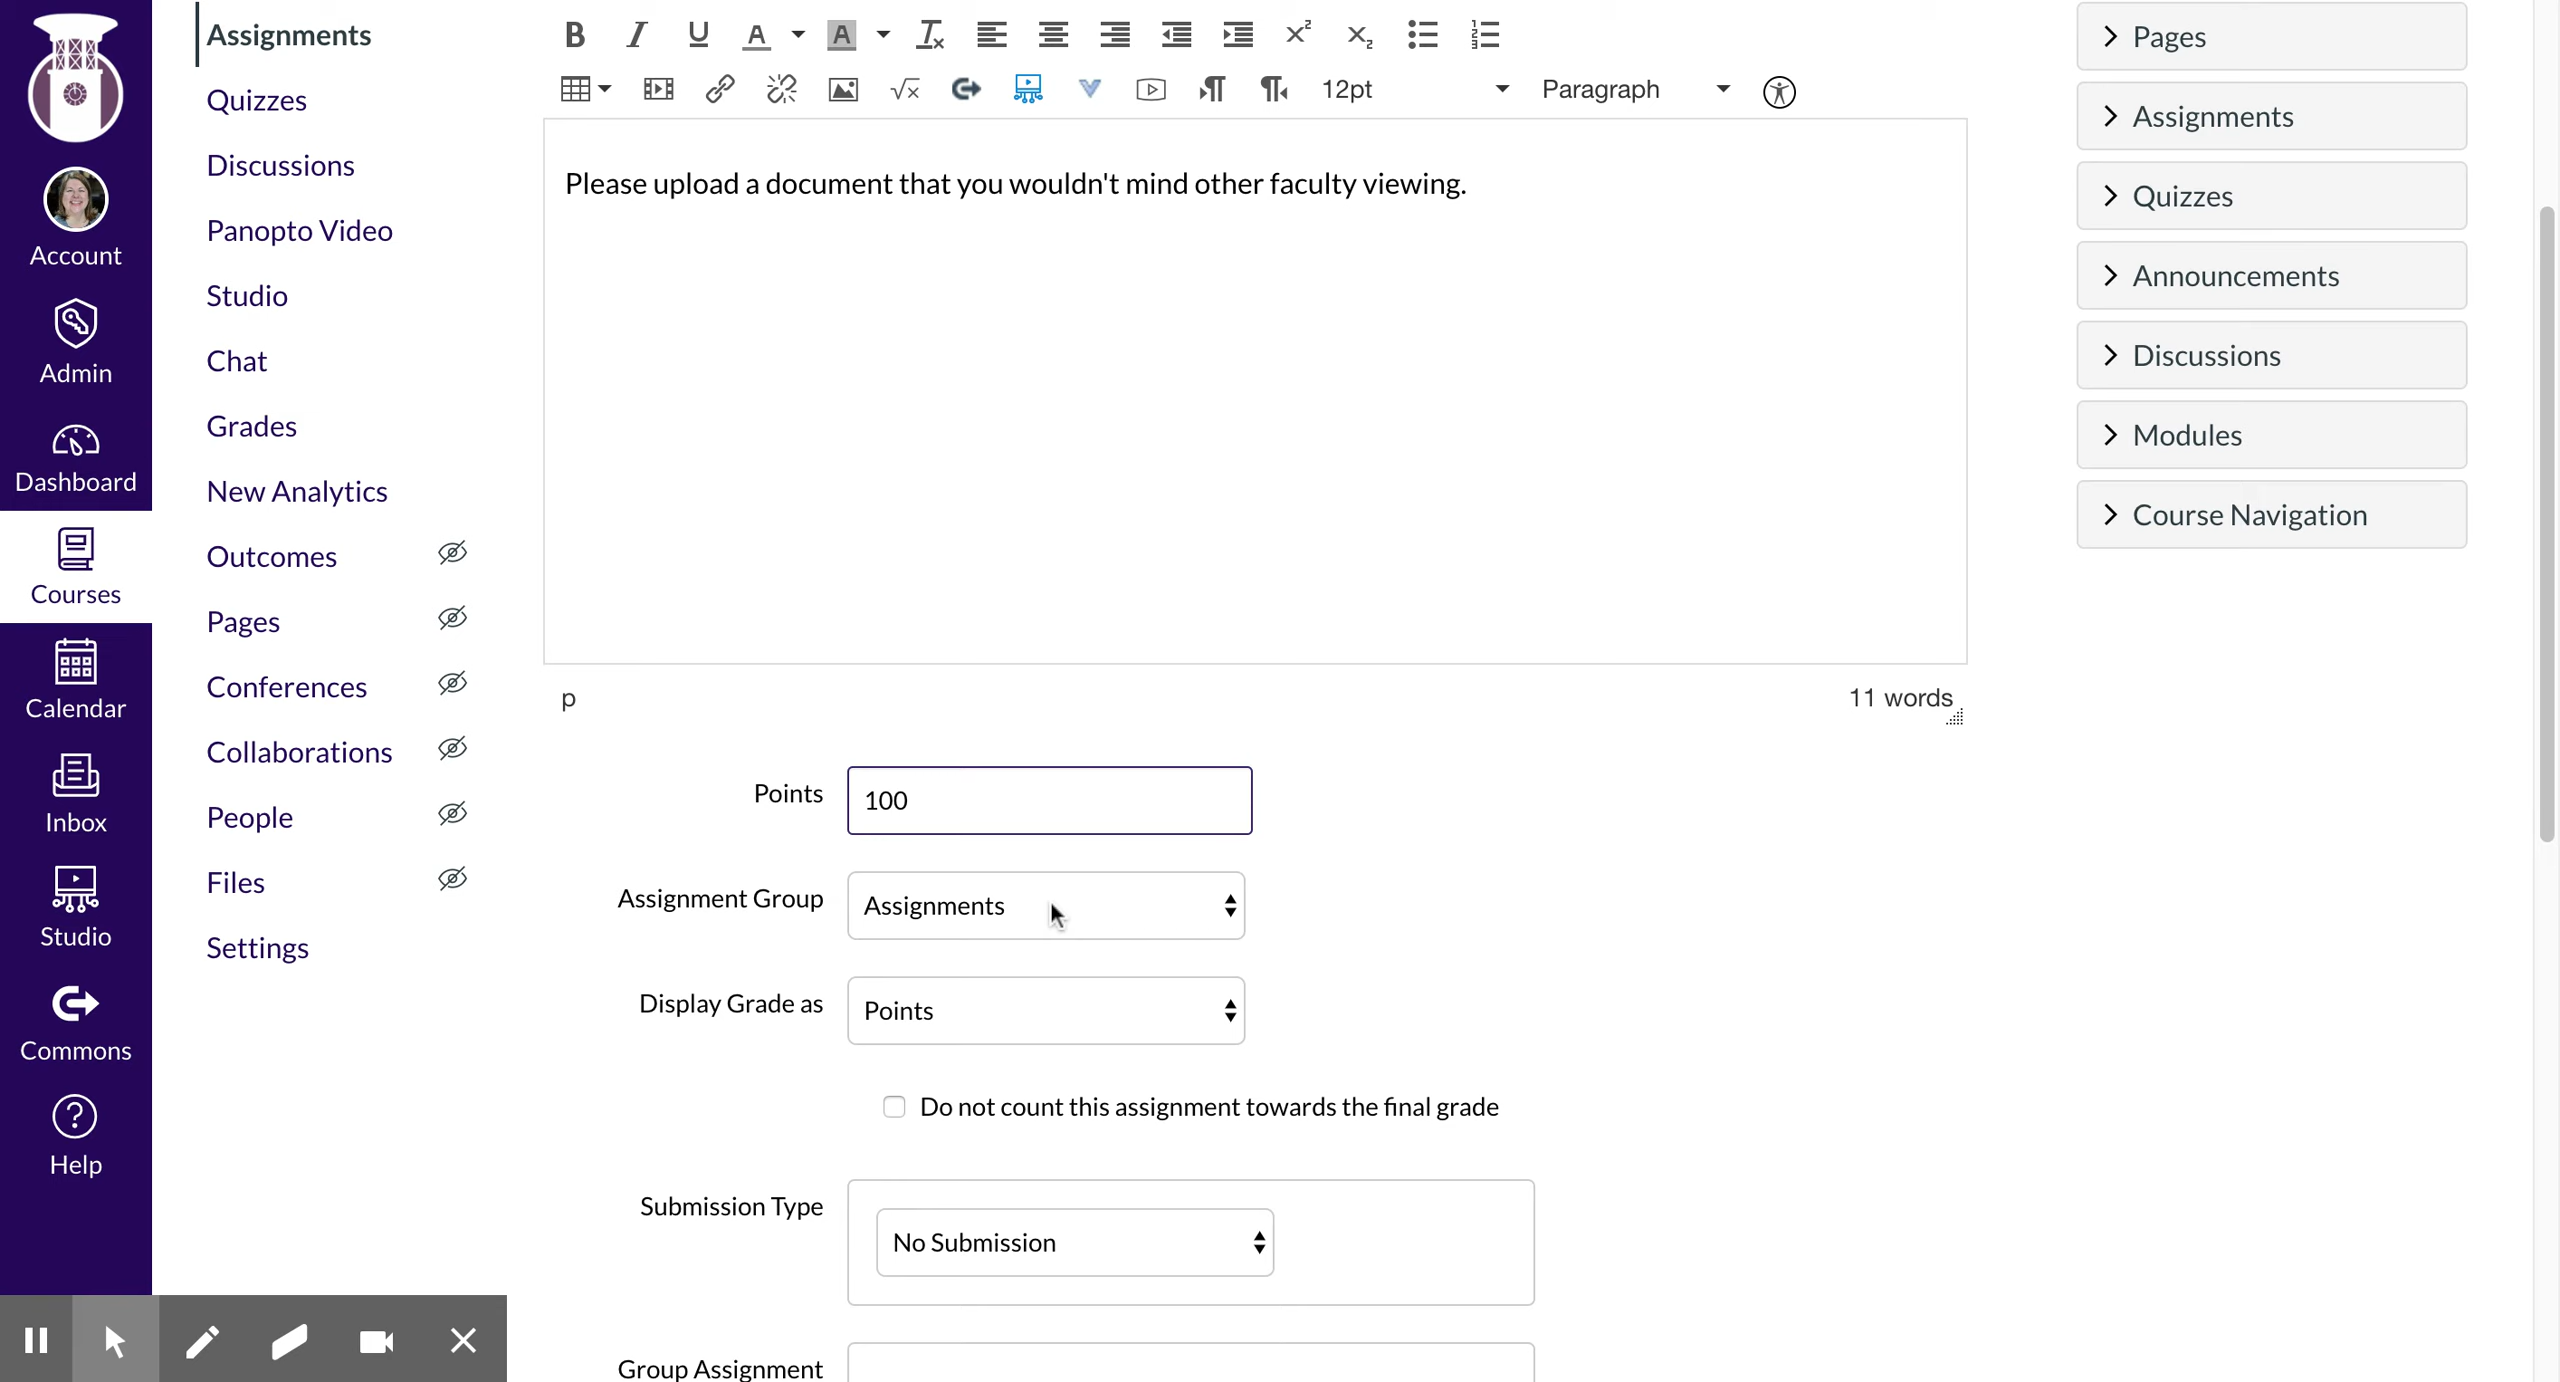 Account
Admin
Dashboard
Courses
Calendar
Inbox
Studio
Commons
Help
Assignments
Quizzes
Discussions
Panopto Video
Studio
Chat
Grades
New Analytics
Outcomes
Pages
Conferences
Collaborations
People
Files
Settings
12pt
Paragraph
Please upload a document that you wouldn't mind other faculty viewing.
p
11 words
Points
100
Assignment Group
Assignments
Display Grade as
Points
Do not count this assignment towards the final grade
Submission Type
No Submission
Group Assignment
Pages
Assignments
Quizzes
Announcements
Discussions
Modules
Course Navigation